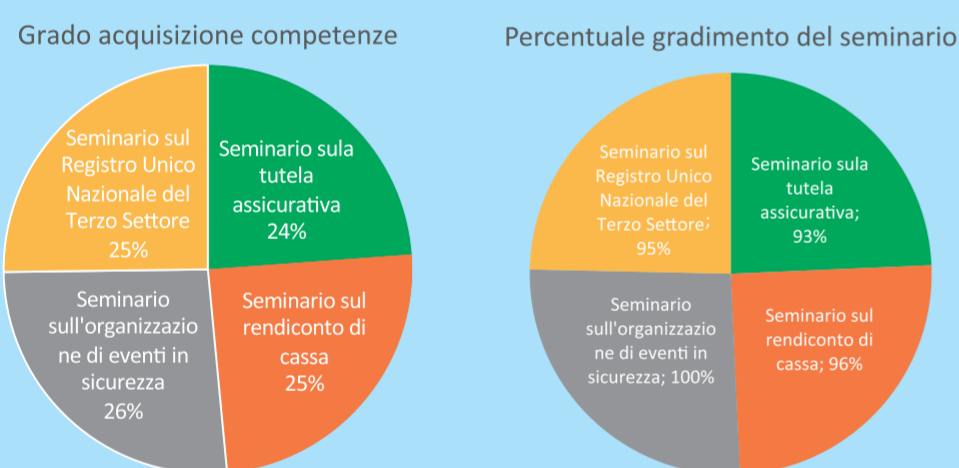 Grado acquisizione competenze
Seminario sul
Registro Unico
Nazionale del
Terzo Settore
25%
Seminario sula
tutela
assicurativa
24%
Seminario
sull'organizzazio
ne di eventi in
sicurezza
26%
Seminario sul
rendiconto di
cassa
25%
Percentuale gradimento del seminario
Seminario sul
Registro Unico
Nazionale del
Terzo Settore;
95%
Seminario sula
tutela
assicurativa;
93%
Seminario
sull'organizzazio
ne di eventi in
sicurezza; 100%
Seminario sul
rendiconto di
cassa; 96%